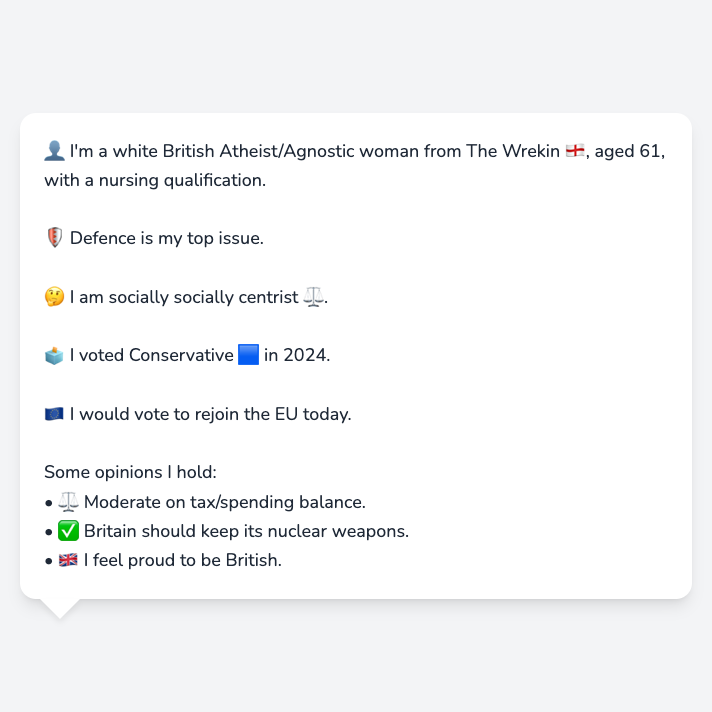 👤 I'm a white British Atheist/Agnostic woman from The Wrekin 🏴󠁧󠁢󠁥󠁮󠁧󠁿, aged 61,
with a nursing qualification.
🛡️ Defence is my top issue.
🤔 I am socially socially centrist ⚖️.
🗳️ I voted Conservative 🟦 in 2024.
🇪🇺 I would vote to rejoin the EU today.
Some opinions I hold:
• ⚖️ Moderate on tax/spending balance.
• ✅ Britain should keep its nuclear weapons.
• 🇬🇧 I feel proud to be British.